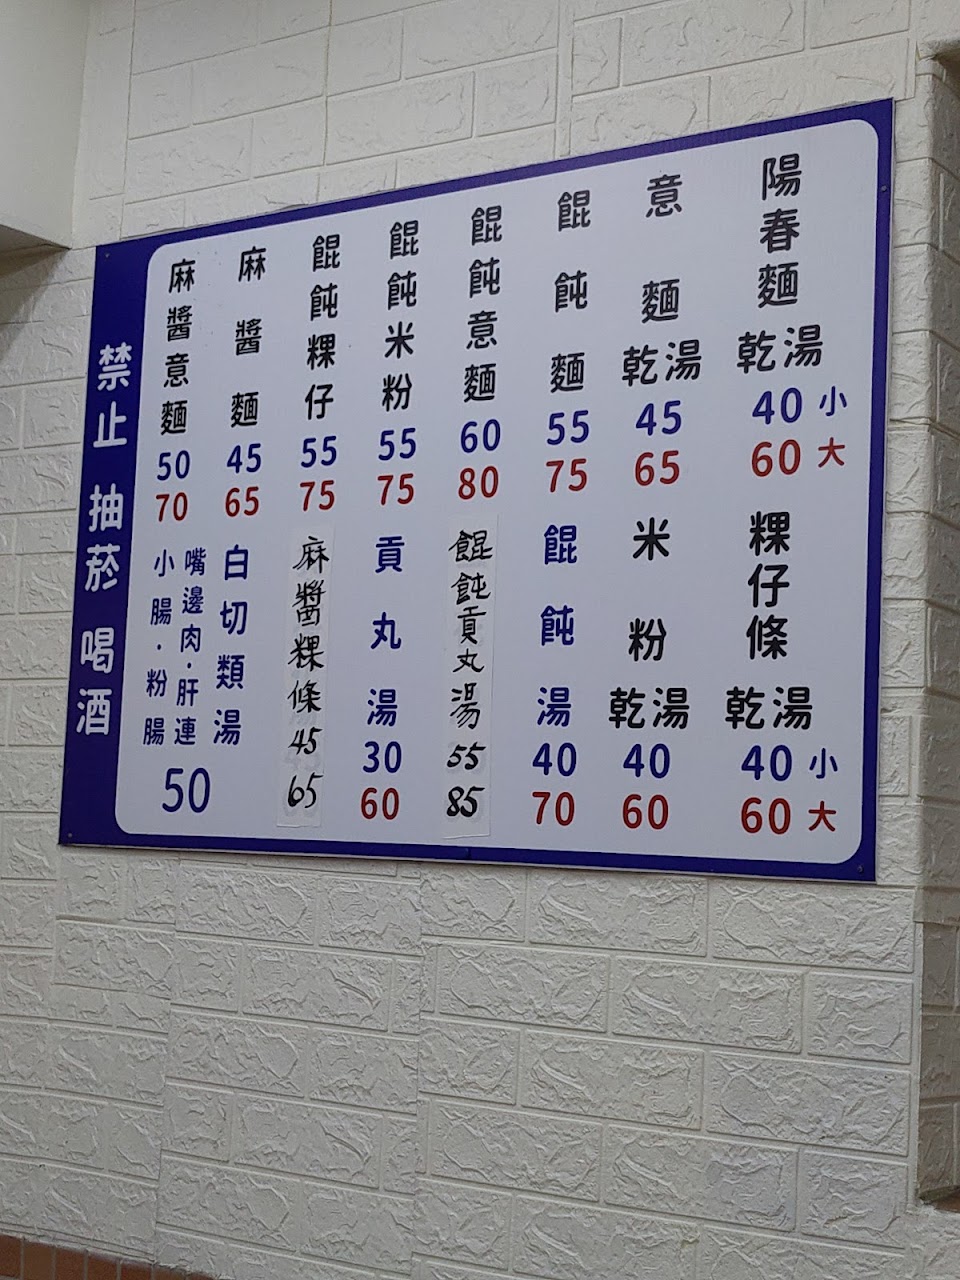 陽春麵 乾湯 40 小 60 大
意麵 乾湯 45 65
餛飩麵 55 75
餛飩意麵 60 80
餛飩米粉 55 75
餛飩粿仔 55 75
麻醬麵 45 65
麻醬意麵 50 70
粿仔條 乾湯 40 小 60 大
米粉 乾湯 40 60
餛飩湯 40 70
餛飩貢丸湯 55 85
貢丸湯 30 60
麻醬粿條 45 65
白切類湯
嘴邊肉·肝連
小腸·粉腸
50
禁止 抽菸 喝酒